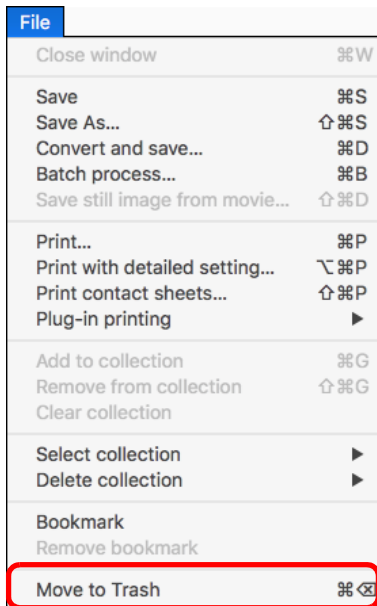 File
Close window ⌘W
Save ⌘S
Save As... ⇧⌘S
Convert and save... ⌘D
Batch process... ⌘B
Save still image from movie... ⇧⌘D
Print... ⌘P
Print with detailed setting... ⌥⌘P
Print contact sheets... ⇧⌘P
Plug-in printing ▶
Add to collection ⌘G
Remove from collection ⇧⌘G
Clear collection
Select collection ▶
Delete collection ▶
Bookmark
Remove bookmark
Move to Trash ⌘⌫